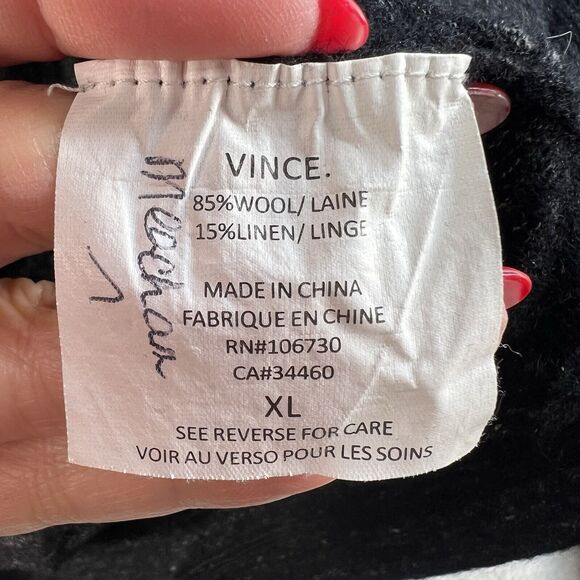 VINCE.
85%WOOL/ LAINE
15%LINEN/ LINGE
MADE IN CHINA
FABRIQUE EN CHINE
RN#106730
CA#34460
XL
SEE REVERSE FOR CARE
VOIR AU VERSO POUR LES SOINS